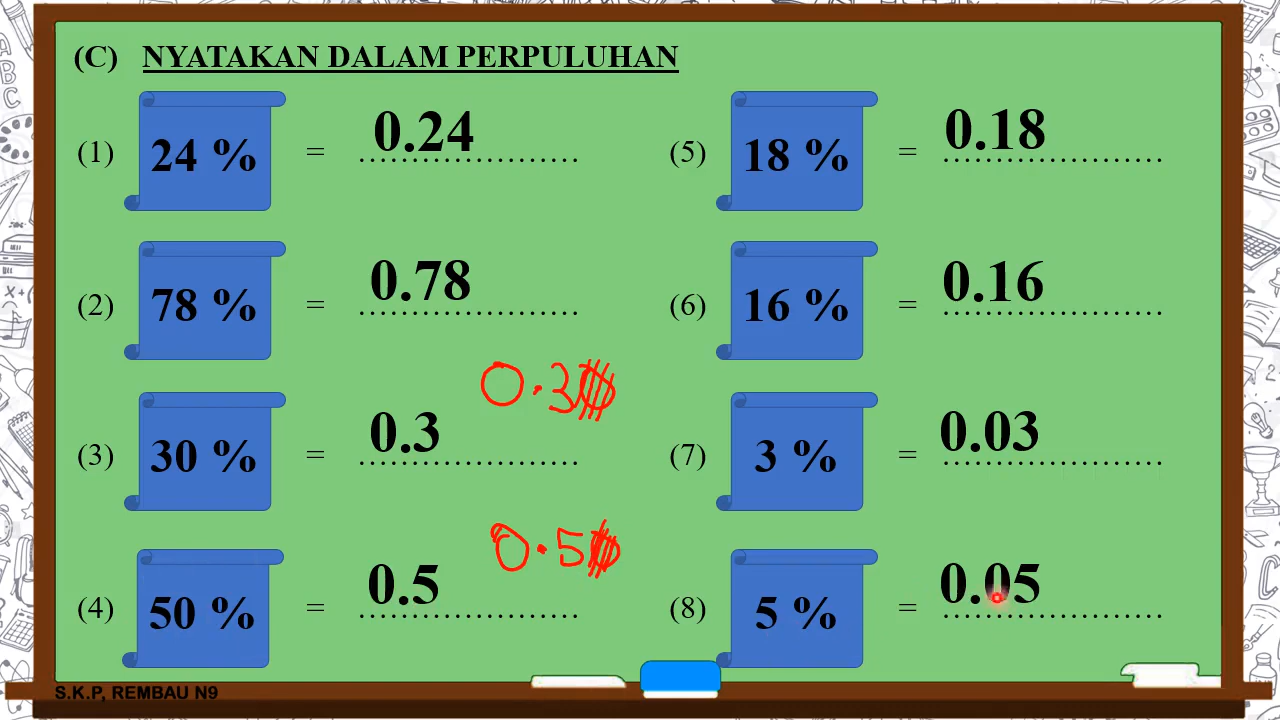 (C) NYATAKAN DALAM PERPULUHAN
(1) 24 % = 0.24
(2) 78 % = 0.78
0.30
(3) 30 % = 0.3
0.50
(4) 50 % = 0.5
(5) 18 % = 0.18
(6) 16 % = 0.16
(7) 3 % = 0.03
(8) 5 % = 0.05
S.K.P, REMBAU N9
ABC